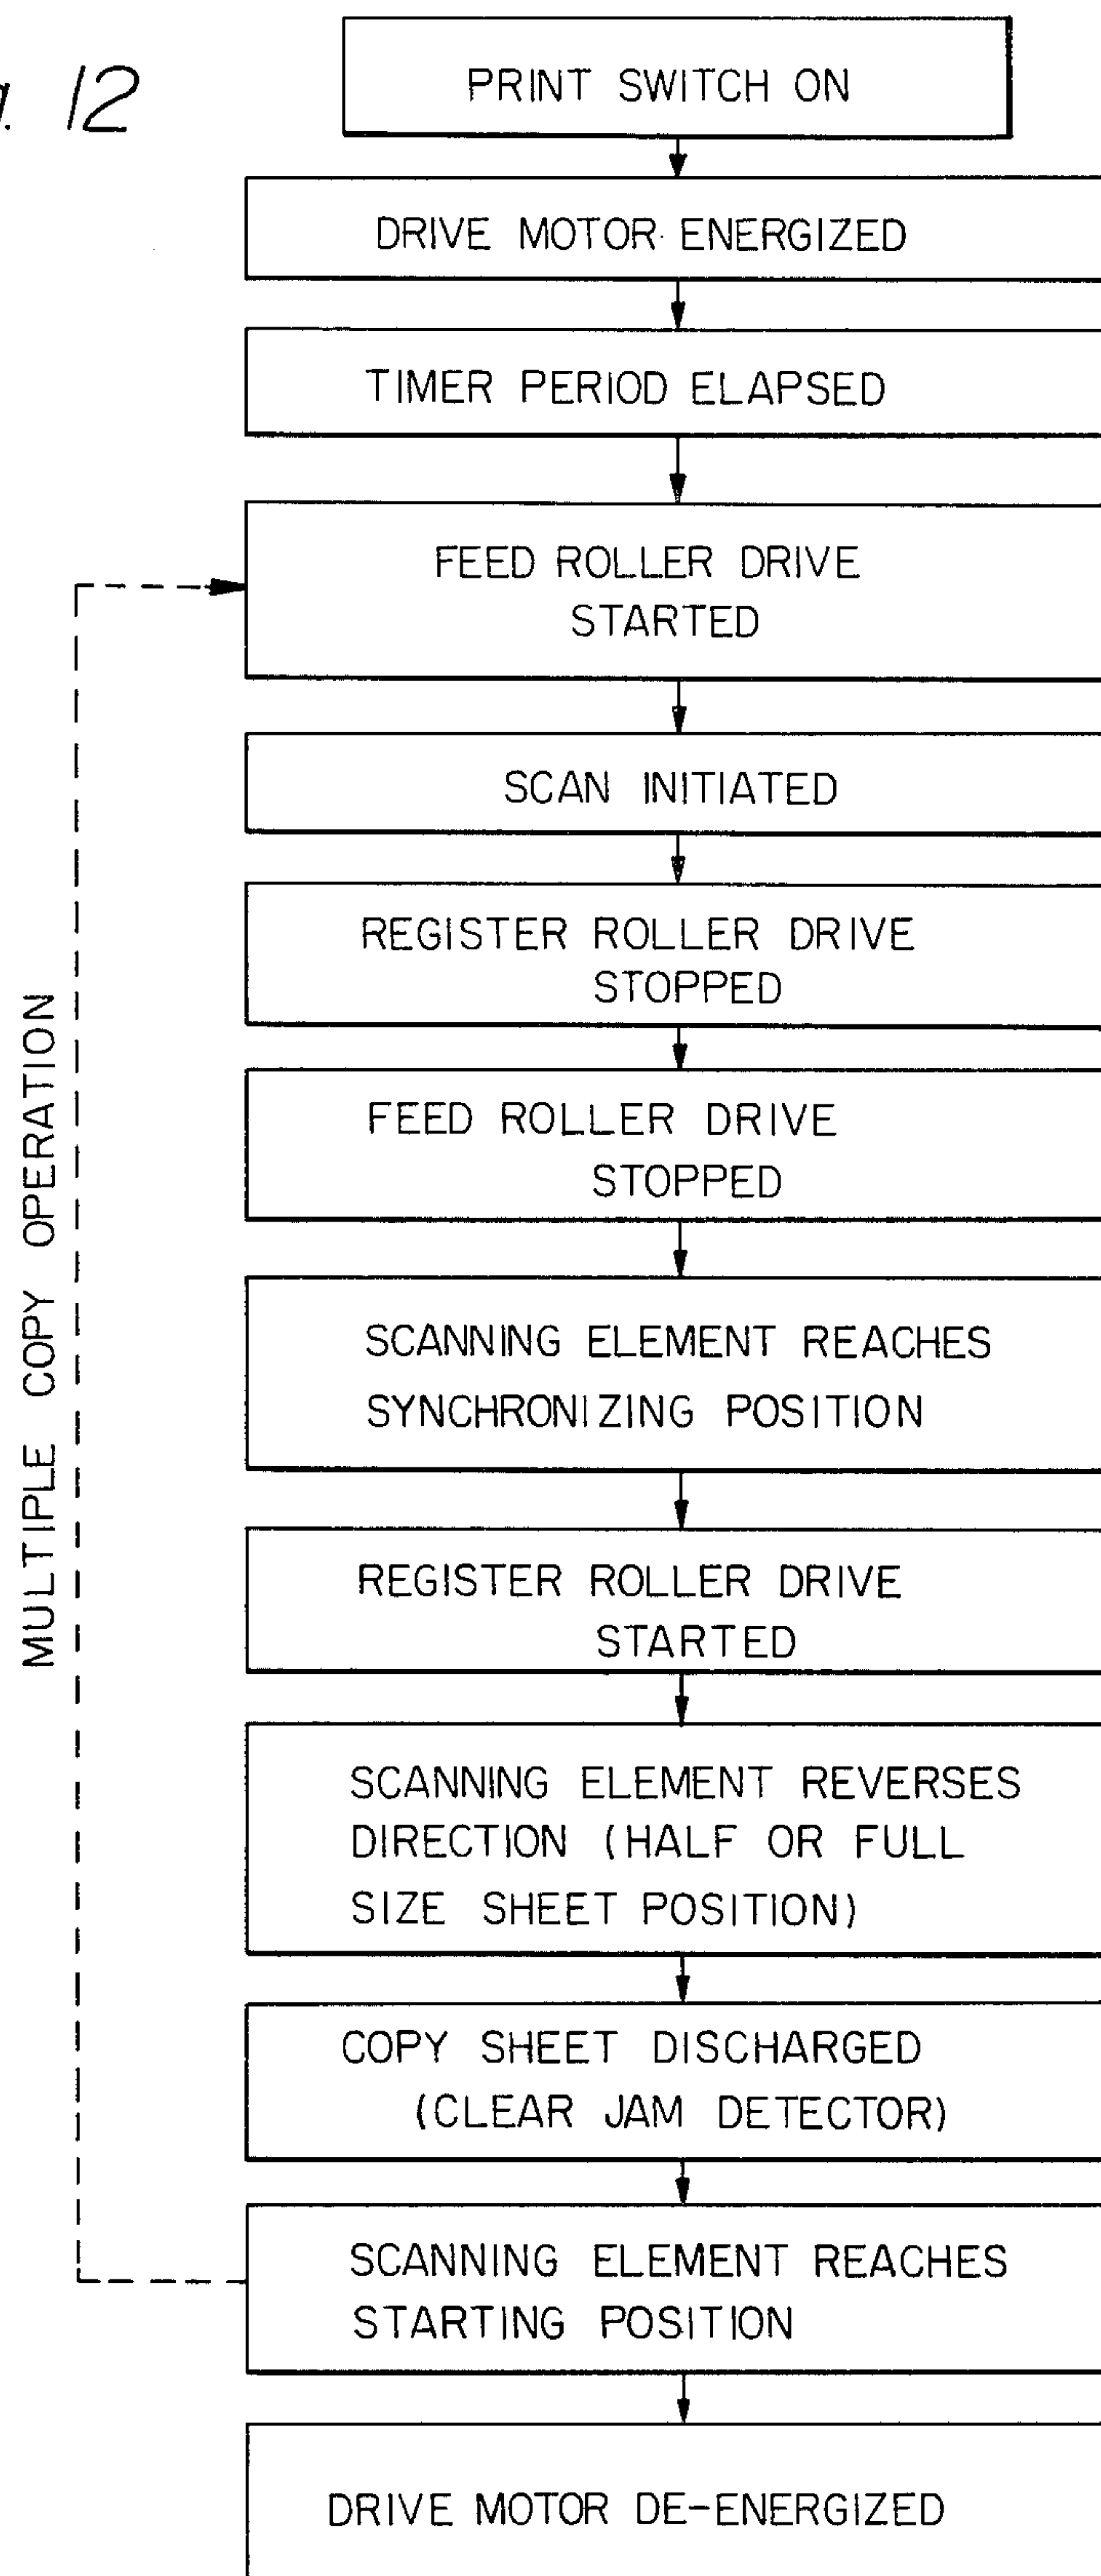 12
PRINT SWITCH ON
DRIVE MOTOR ENERGIZED
TIMER PERIOD ELAPSED
FEED ROLLER DRIVE
STARTED
SCAN INITIATED
REGISTER ROLLER DRIVE
STOPPED
FEED ROLLER DRIVE
STOPPED
SCANNING ELEMENT REACHES
SYNCHRONIZING POSITION
REGISTER ROLLER DRIVE
STARTED
SCANNING ELEMENT REVERSES
DIRECTION (HALF OR FULL
SIZE SHEET POSITION)
COPY SHEET DISCHARGED
(CLEAR JAM DETECTOR)
SCANNING ELEMENT REACHES
STARTING POSITION
DRIVE MOTOR DE-ENERGIZED
MULTIPLE COPY OPERATION